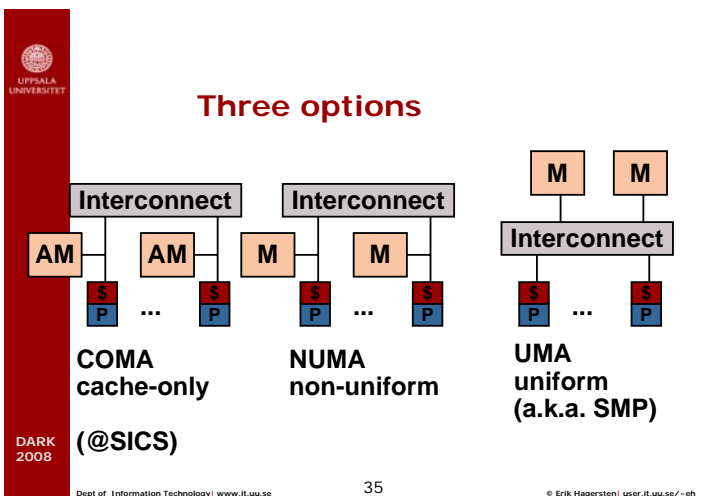 UPPSALA
UNIVERSITET
Three options
Interconnect
AM
AM
$
P
...
$
P
COMA
cache-only
(@SICS)
Interconnect
M
M
$
P
...
$
P
NUMA
non-uniform
M
M
Interconnect
$
P
...
$
P
UMA
uniform
(a.k.a. SMP)
DARK
2008
Dept of Information Technology| www.it.uu.se
35
© Erik Hagersten| user.it.uu.se/~eh